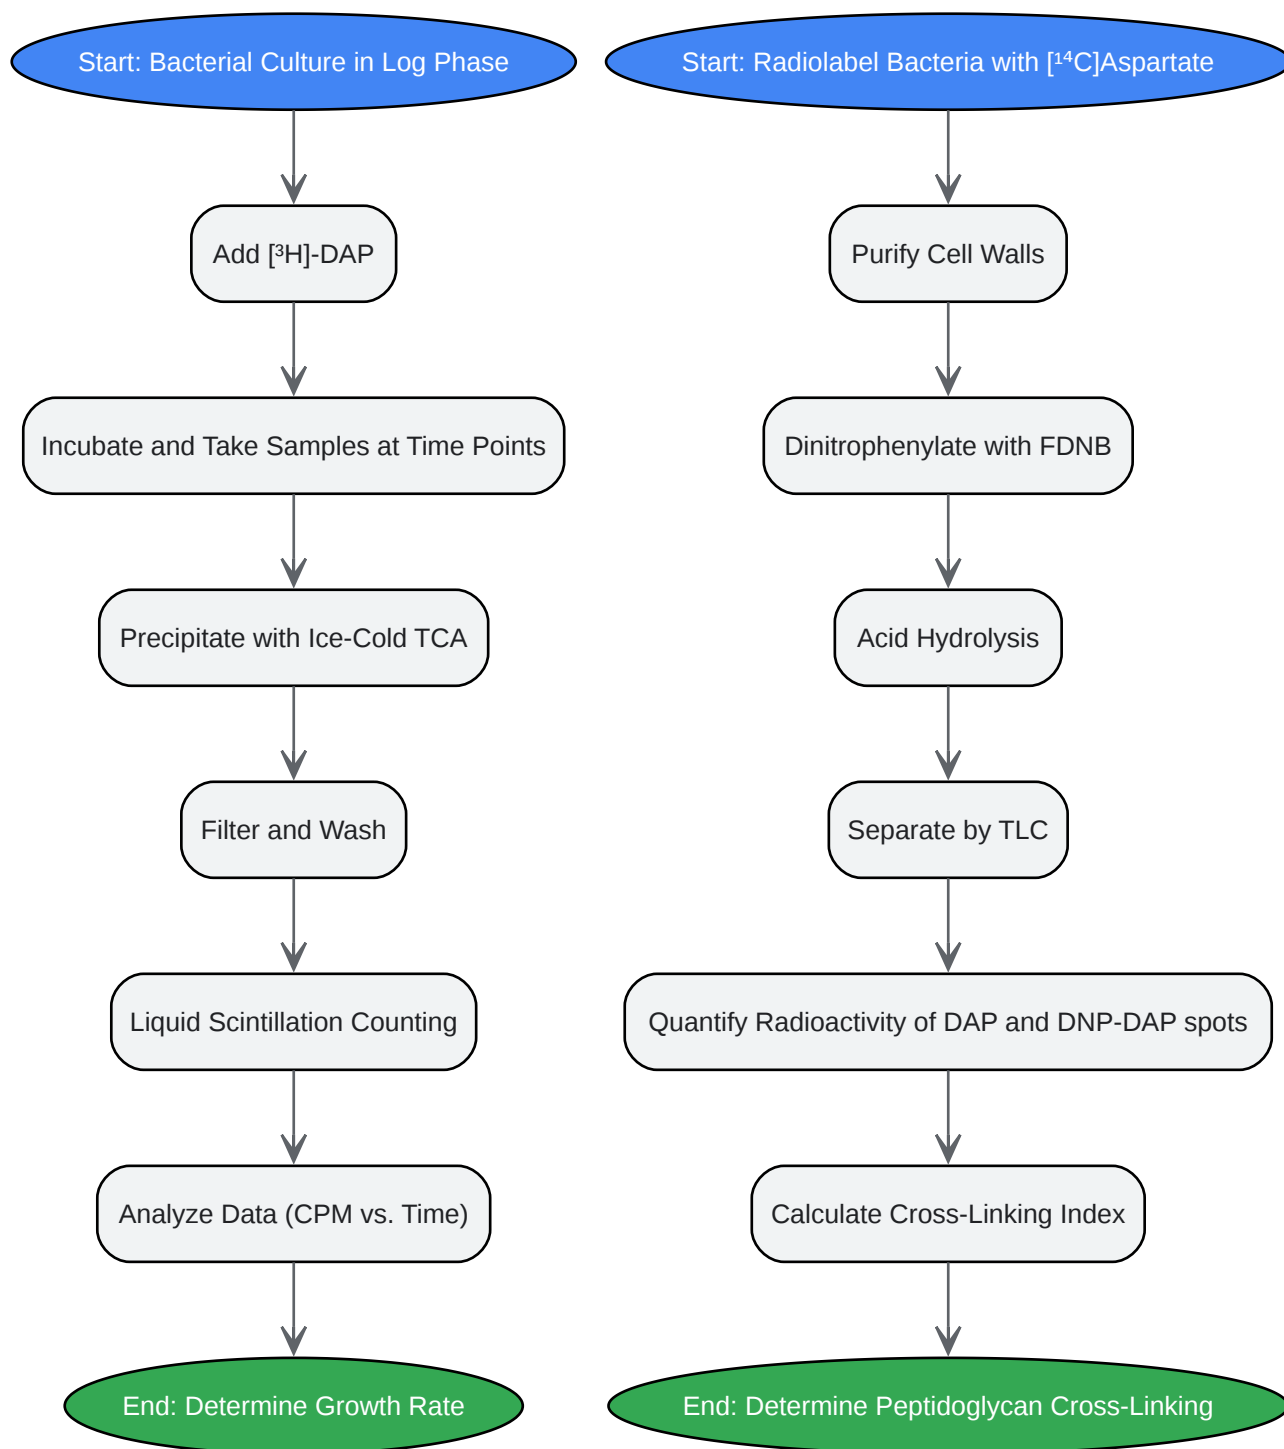 Start: Bacterial Culture in Log Phase
Add [³H]-DAP
Incubate and Take Samples at Time Points
Precipitate with Ice-Cold TCA
Filter and Wash
Liquid Scintillation Counting
Analyze Data (CPM vs. Time)
End: Determine Growth Rate
Start: Radiolabel Bacteria with [¹⁴C]Aspartate
Purify Cell Walls
Dinitrophenylate with FDNB
Acid Hydrolysis
Separate by TLC
Quantify Radioactivity of DAP and DNP-DAP spots
Calculate Cross-Linking Index
End: Determine Peptidoglycan Cross-Linking